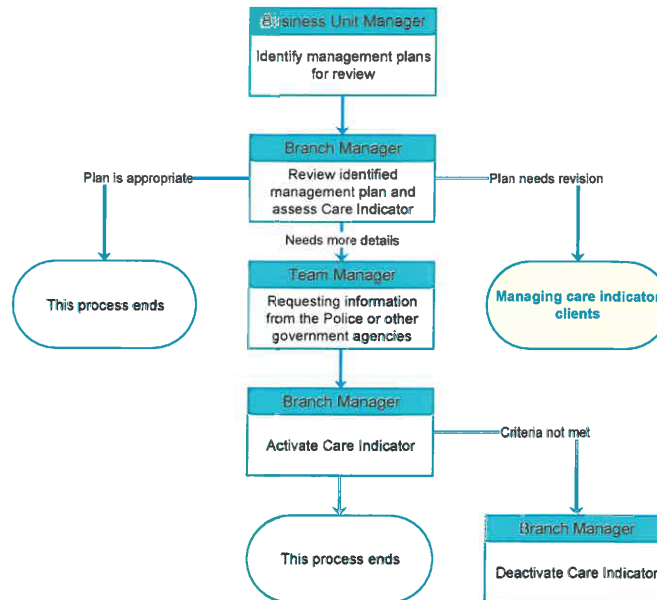 Business Unit Manager
Identify management plans
for review
Branch Manager
Plan is appropriate
Review identified
management plan and
assess Care Indicator
Plan needs revision
Needs more details
This process ends
Team Manager
Requesting information
from the Police or other
government agencies
Managing care indicator
clients
Branch Manager
Activate Care Indicator
Criteria not met
This process ends
Branch Manager
Deactivate Care Indicator